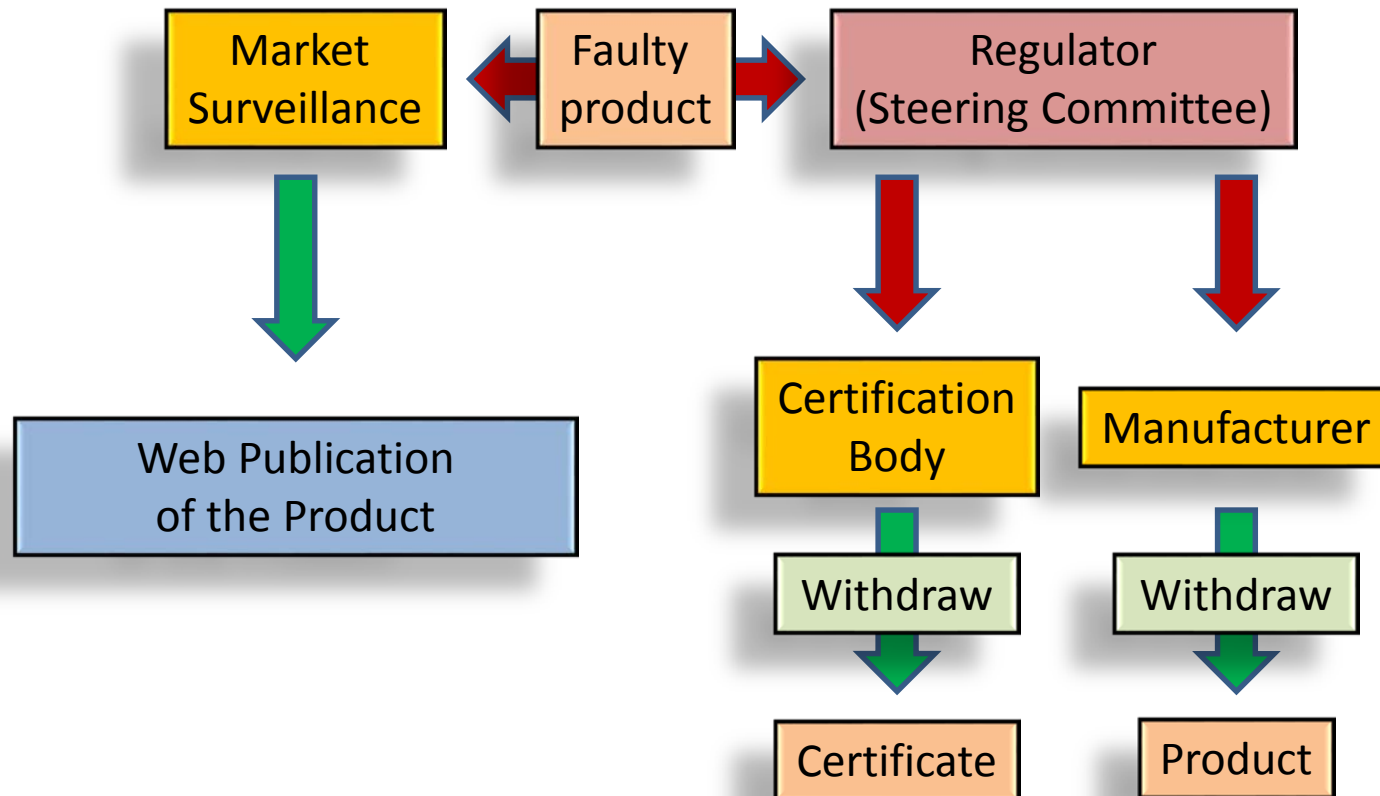 Market
Surveillance
Faulty
product
Regulator
(Steering Committee)
Web Publication
of the Product
Certification
Body
Manufacturer
Withdraw
Withdraw
Certificate
Product